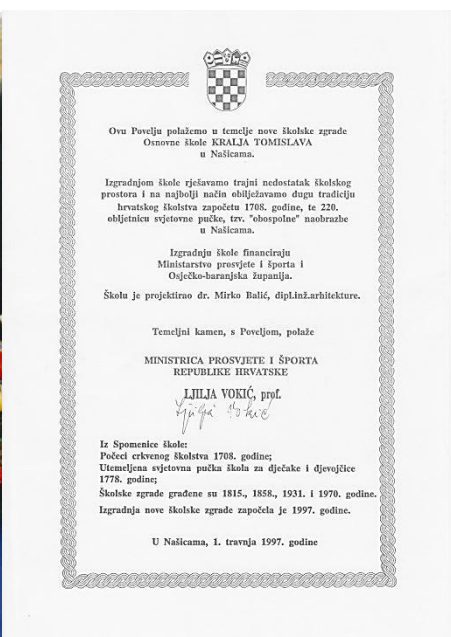 Ovu Povelju polažemo u temelje nove školske zgrade
Osnovne škole KRALJA TOMISLAVA
u Našicama.
Izgradnjom škole rješavamo trajni nedostatak školskog
prostora i na najbolji način obilježavamo dugu tradiciju
hrvatskog školstva započetu 1708. godine, te 220.
obljetnicu svjetovne pučke, tzv. "obospolne" naobrazbe
u Našicama.
Izgradnju škole financiraju
Ministarstvo prosvjete i športa i
Osječko-baranjska županija.
Školu je projektirao dr. Mirko Balić, dipl.inž.arhitekture.
Temeljni kamen, s Poveljom, polaže
MINISTRICA PROSVJETE I ŠPORTA
REPUBLIKE HRVATSKE
LJILJA VOKIĆ, prof.
Ljilja Vokić
Iz Spomenice škole:
Počeci crkvenog školstva 1708. godine;
Utemeljena svjetovna pučka škola za dječake i djevojčice
1778. godine;
Školske zgrade građene su 1815., 1858., 1931. i 1970. godine.
Izgradnja nove školske zgrade započela je 1997. godine.
U Našicama, 1. travnja 1997. godine